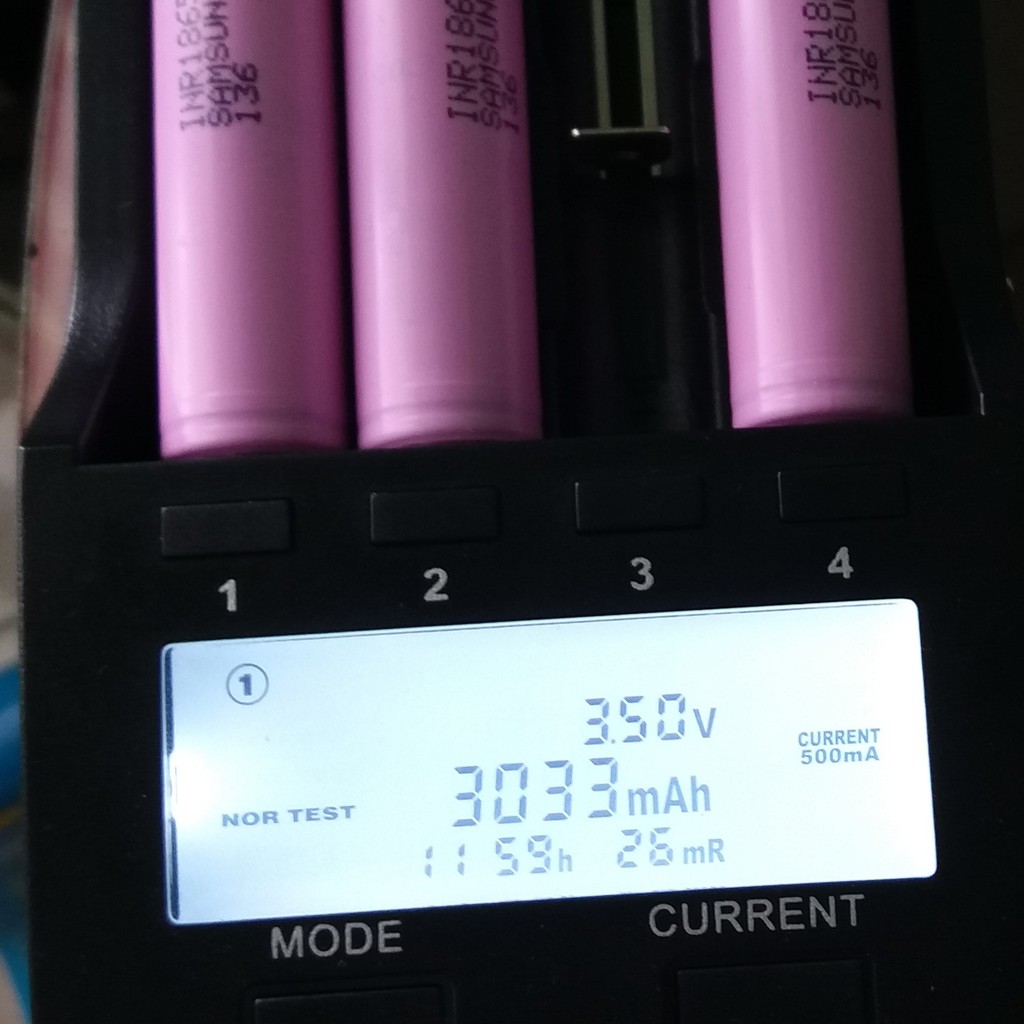 INR1865
SAMSUN
136
INR186
SAMSUN
136
INR18
SAMSU
136
1
2
3
4
1
3.50V
CURRENT
500mA
3033mAh
NOR TEST
11 59h 26mR
MODE
CURRENT